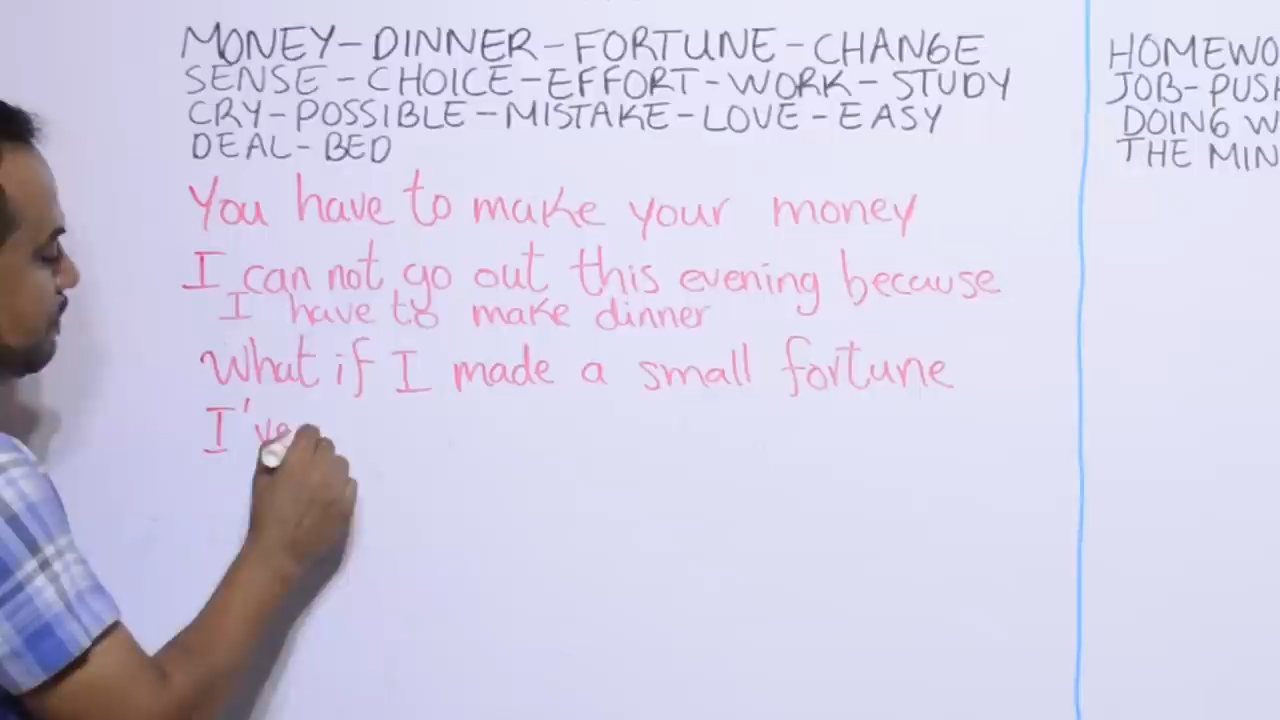 MONEY-DINNER-FORTUNE-CHANGE
SENSE-CHOICE-EFFORT-WORK-STUDY
CRY-POSSIBLE-MISTAKE-LOVE-EASY
DEAL-BED
You have to make your money
I can not go out this evening because
I have to make dinner
What if I made a small fortune
I've
HOMEWO
JOB-PUSH
DOING W
THE MIN